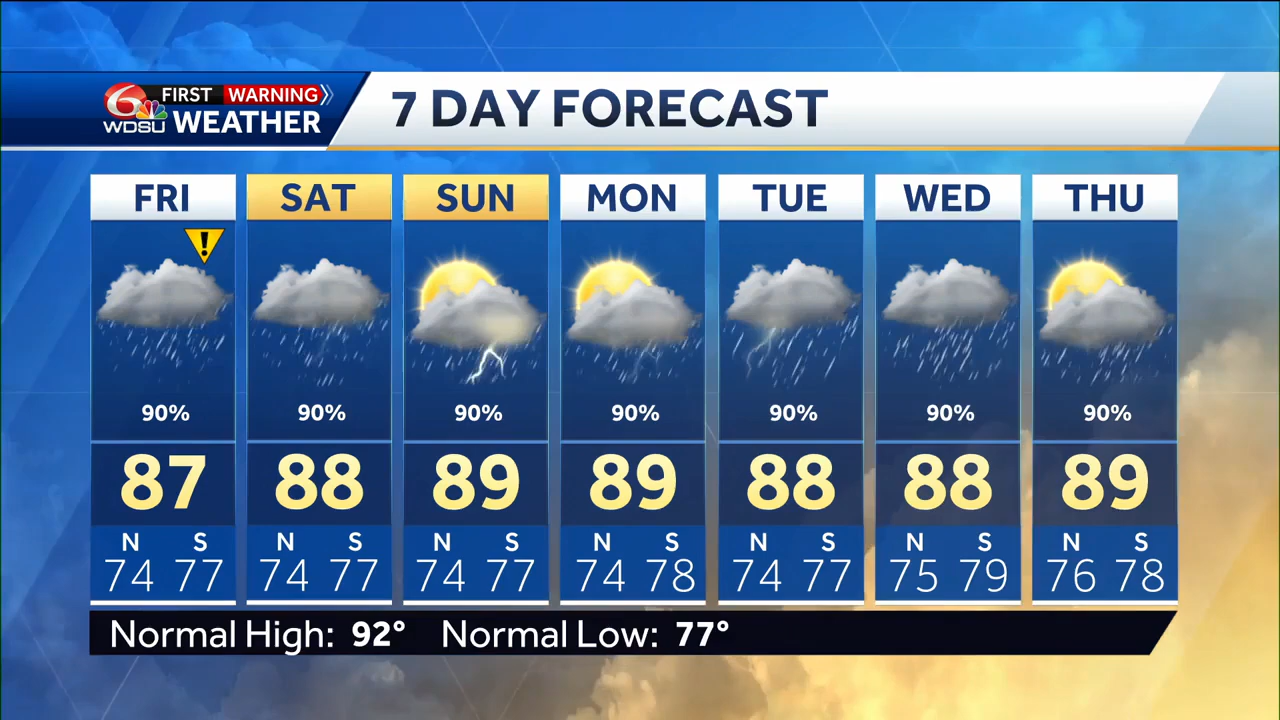 6 FIRST WARNING
WDSU WEATHER
7 DAY FORECAST
FRI SAT SUN MON TUE WED THU
!
90% 90% 90% 90% 90% 90% 90%
87 88 89 89 88 88 89
N S N S N S N S N S N S N S
74 77 74 77 74 77 74 78 74 77 75 79 76 78
Normal High: 92° Normal Low: 77°